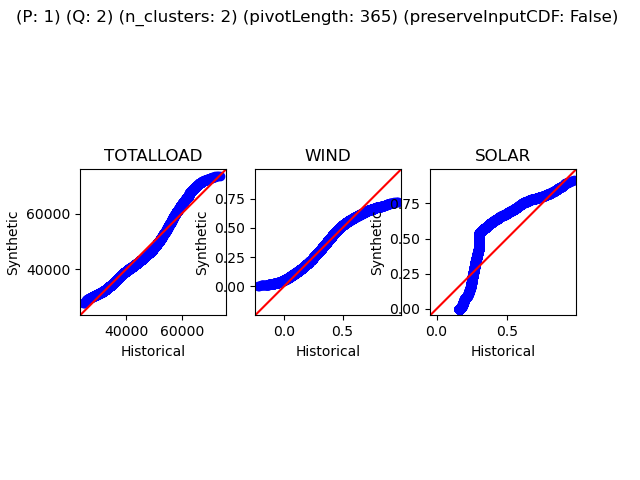 (P: 1) (Q: 2) (n_clusters: 2) (pivotLength: 365) (preserveInputCDF: False)
TOTALLOAD
Synthetic
60000
40000
40000
60000
Historical
WIND
Synthetic
0.75
0.50
0.25
0.00
0.0
0.5
Historical
SOLAR
Synthetic
0.75
0.50
0.25
0.00
0.0
0.5
Historical